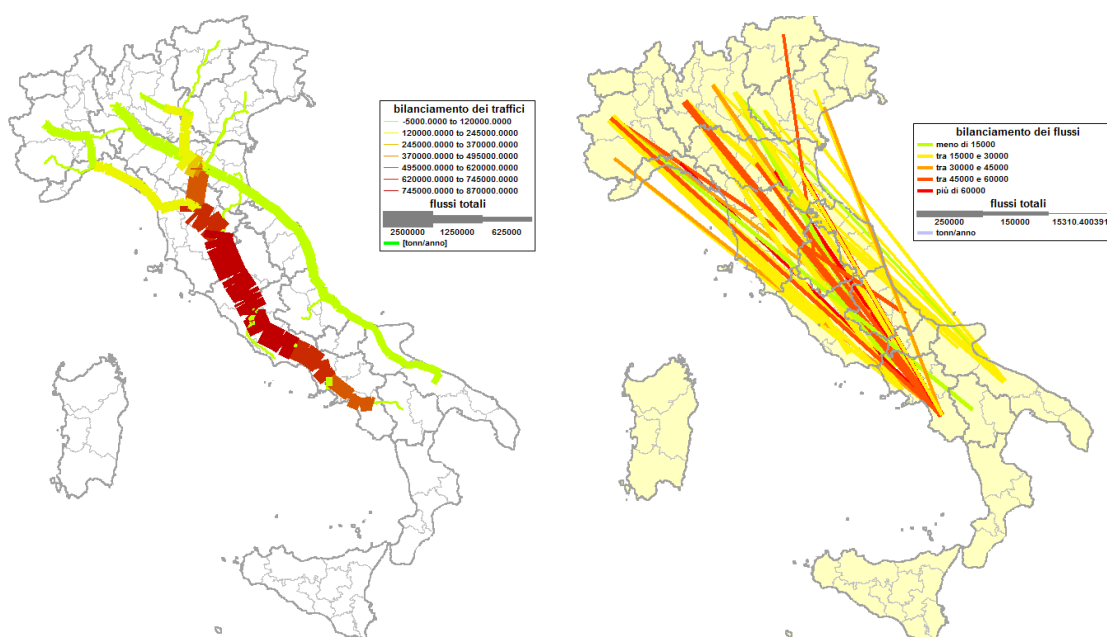 bilanciamento dei traffici
-5000.0000 to 120000.0000
120000.0000 to 245000.0000
245000.0000 to 370000.0000
370000.0000 to 495000.0000
495000.0000 to 620000.0000
620000.0000 to 745000.0000
745000.0000 to 870000.0000
flussi totali
2500000 1250000 625000
[tonn/anno]
bilanciamento dei flussi
meno di 15000
tra 15000 e 30000
tra 30000 e 45000
tra 45000 e 60000
più di 60000
flussi totali
250000 150000 15310.400391
tonn/anno